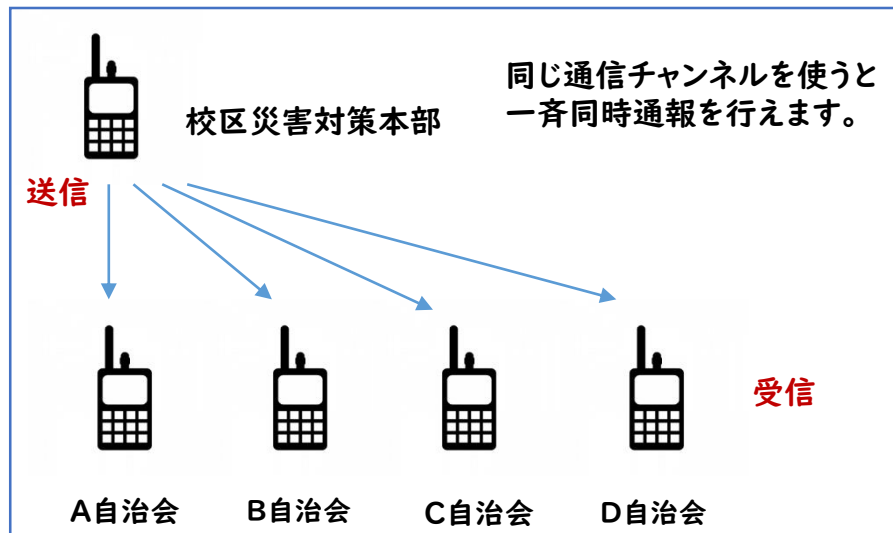 同じ通信チャンネルを使うと
一斉同時通報を行えます。
校区災害対策本部
送信
受信
A自治会
B自治会
C自治会
D自治会